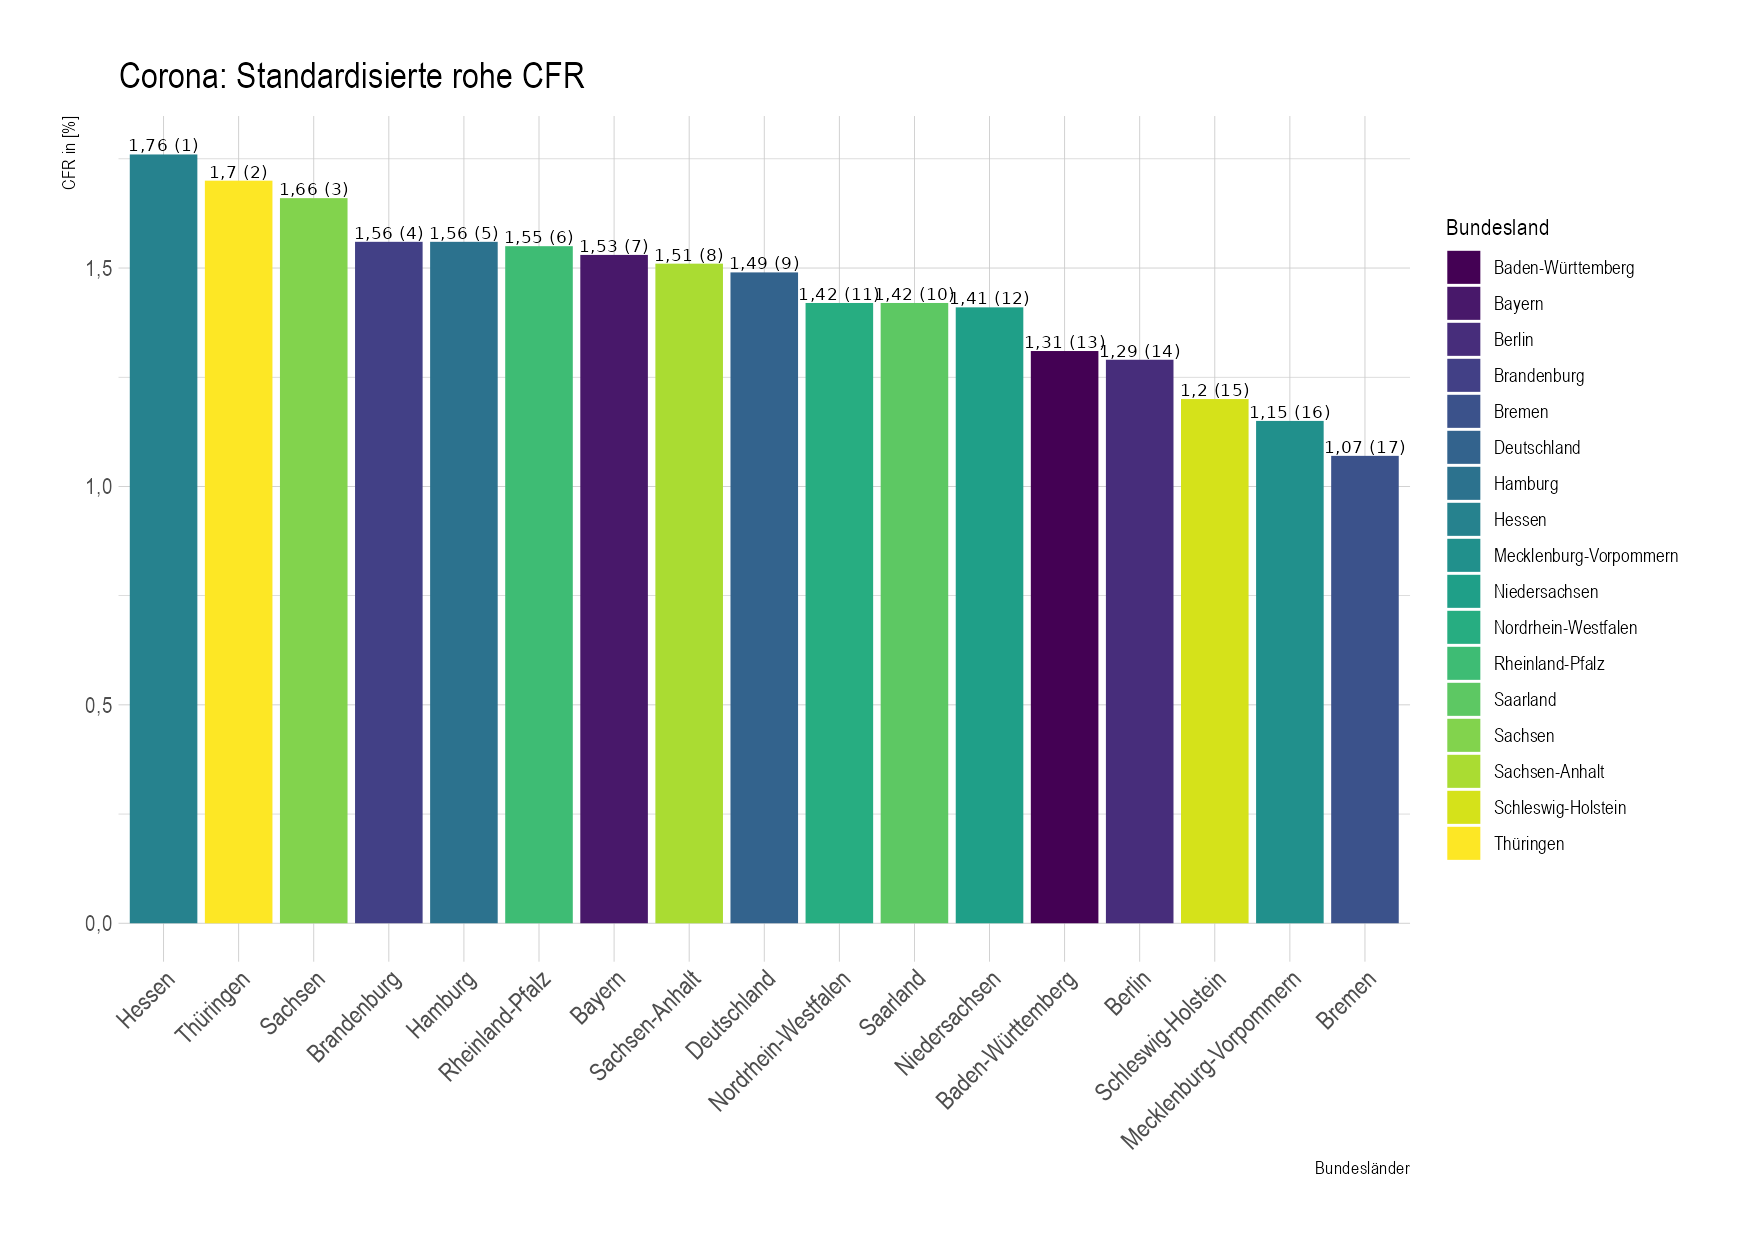 Corona: Standardisierte rohe CFR
CFR in [%]
1,76 (1)
1,7 (2)
1,66 (3)
1,56 (4)
1,56 (5)
1,55 (6)
1,53 (7)
1,51 (8)
1,49 (9)
1,42 (11)
1,42 (10)
1,41 (12)
1,31 (13)
1,29 (14)
1,2 (15)
1,15 (16)
1,07 (17)
1,5
1,0
0,5
0,0
Hessen
Thüringen
Sachsen
Brandenburg
Hamburg
Rheinland-Pfalz
Bayern
Sachsen-Anhalt
Deutschland
Nordrhein-Westfalen
Saarland
Niedersachsen
Baden-Württemberg
Berlin
Schleswig-Holstein
Mecklenburg-Vorpommern
Bremen
Bundesländer
Bundesland
Baden-Württemberg
Bayern
Berlin
Brandenburg
Bremen
Deutschland
Hamburg
Hessen
Mecklenburg-Vorpommern
Niedersachsen
Nordrhein-Westfalen
Rheinland-Pfalz
Saarland
Sachsen
Sachsen-Anhalt
Schleswig-Holstein
Thüringen